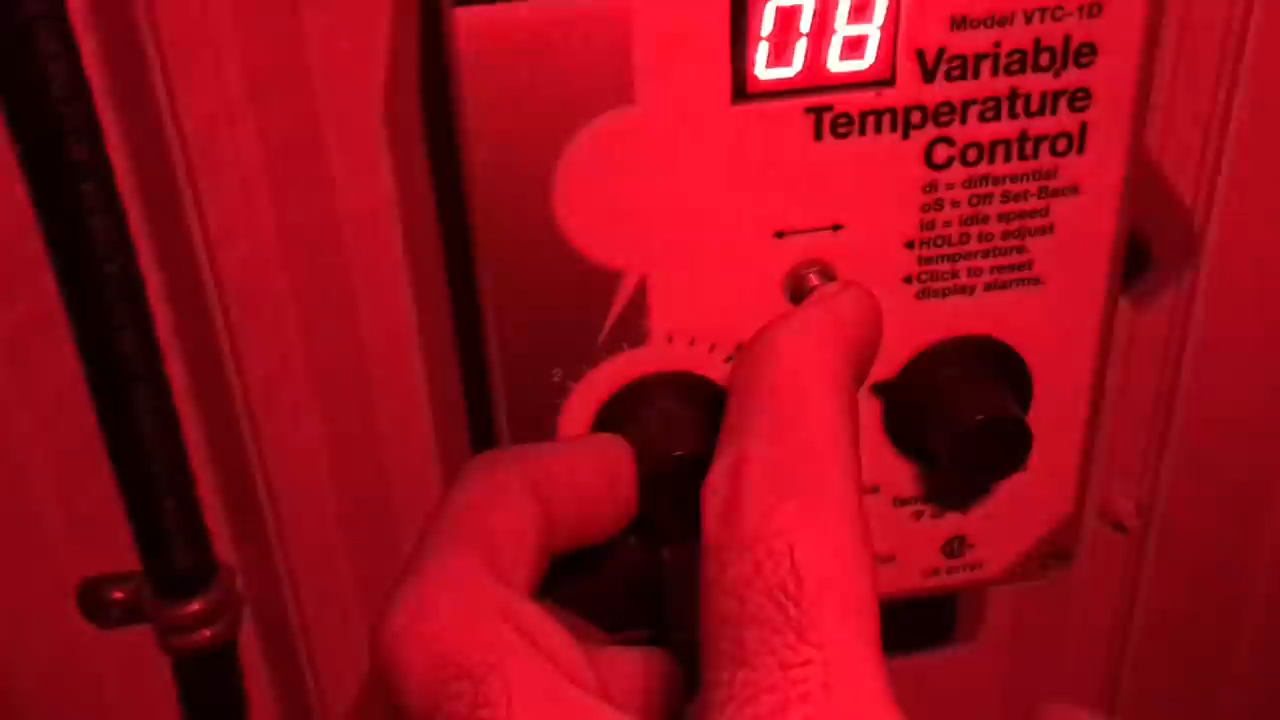 08
Model VTC-1D
Variable
Temperature
Control
di = differential
oS = Off Set-Back
id = idle speed
◄HOLD to adjust
temperature.
◄Click to reset
display alarms.
2